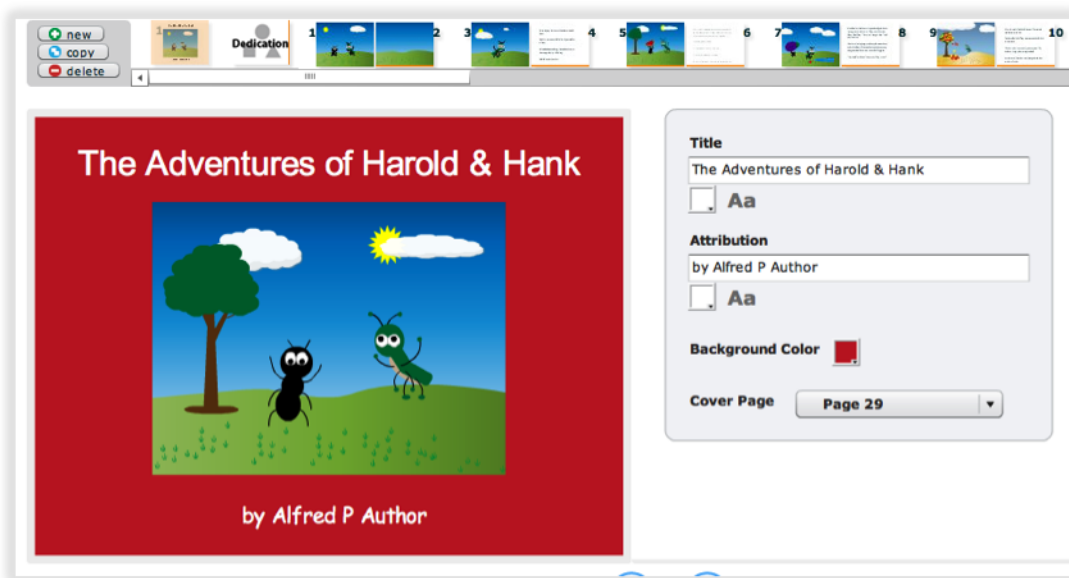 new
copy
delete
1
Dedication
1 2 3 4 5 6 7 8 9 10
The Adventures of Harold & Hank
by Alfred P Author
Title
The Adventures of Harold & Hank
Aa
Attribution
by Alfred P Author
Aa
Background Color
Cover Page Page 29